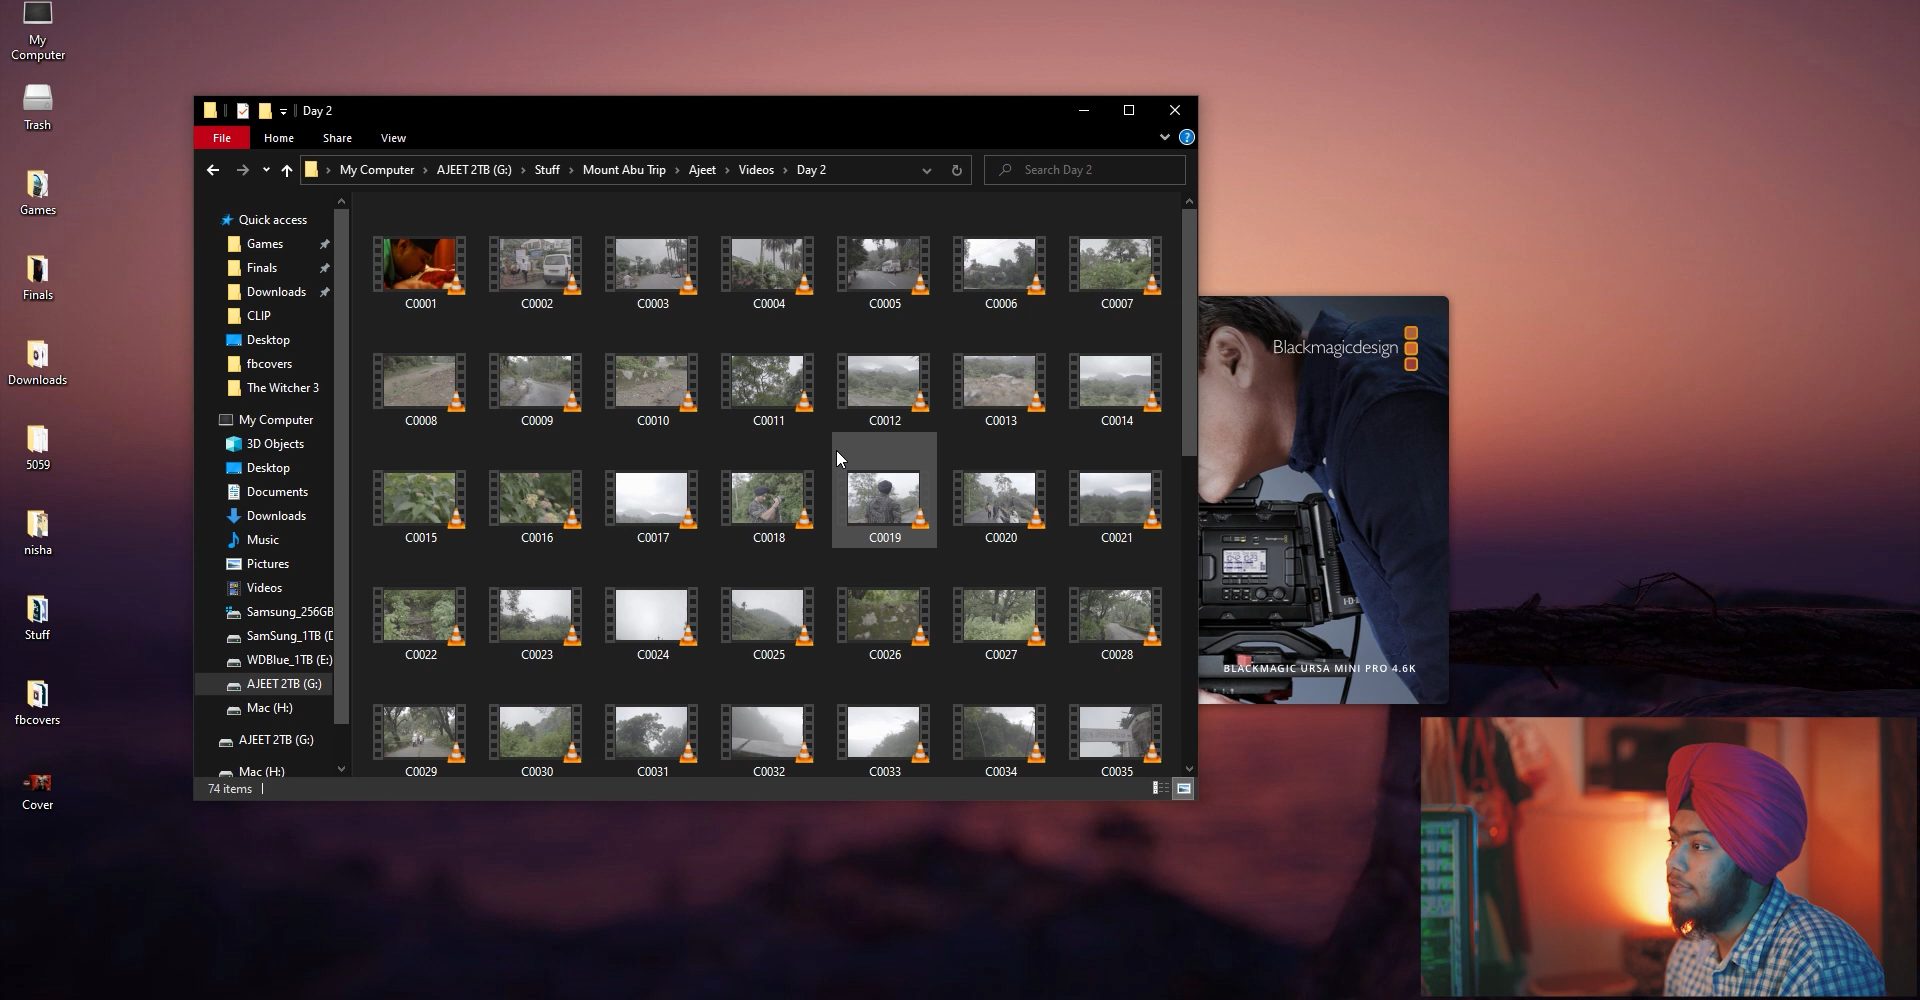 My
Computer
Trash
Games
Finals
Downloads
5059
nisha
Stuff
fbcovers
Cover
Day 2
File Home Share View
My Computer › AJEET 2TB (G:) › Stuff › Mount Abu Trip › Ajeet › Videos › Day 2
Search Day 2
Quick access
Games
Finals
Downloads
CLIP
Desktop
fbcovers
The Witcher 3
My Computer
3D Objects
Desktop
Documents
Downloads
Music
Pictures
Videos
Samsung_256GB
SamSung_1TB (D
WDBlue_1TB (E:)
AJEET 2TB (G:)
Mac (H:)
AJEET 2TB (G:)
Mac (H:)
C0001 C0002 C0003 C0004 C0005 C0006 C0007
C0008 C0009 C0010 C0011 C0012 C0013 C0014
C0015 C0016 C0017 C0018 C0019 C0020 C0021
C0022 C0023 C0024 C0025 C0026 C0027 C0028
C0029 C0030 C0031 C0032 C0033 C0034 C0035
74 items
Blackmagicdesign
BLACKMAGIC URSA MINI PRO 4.6K